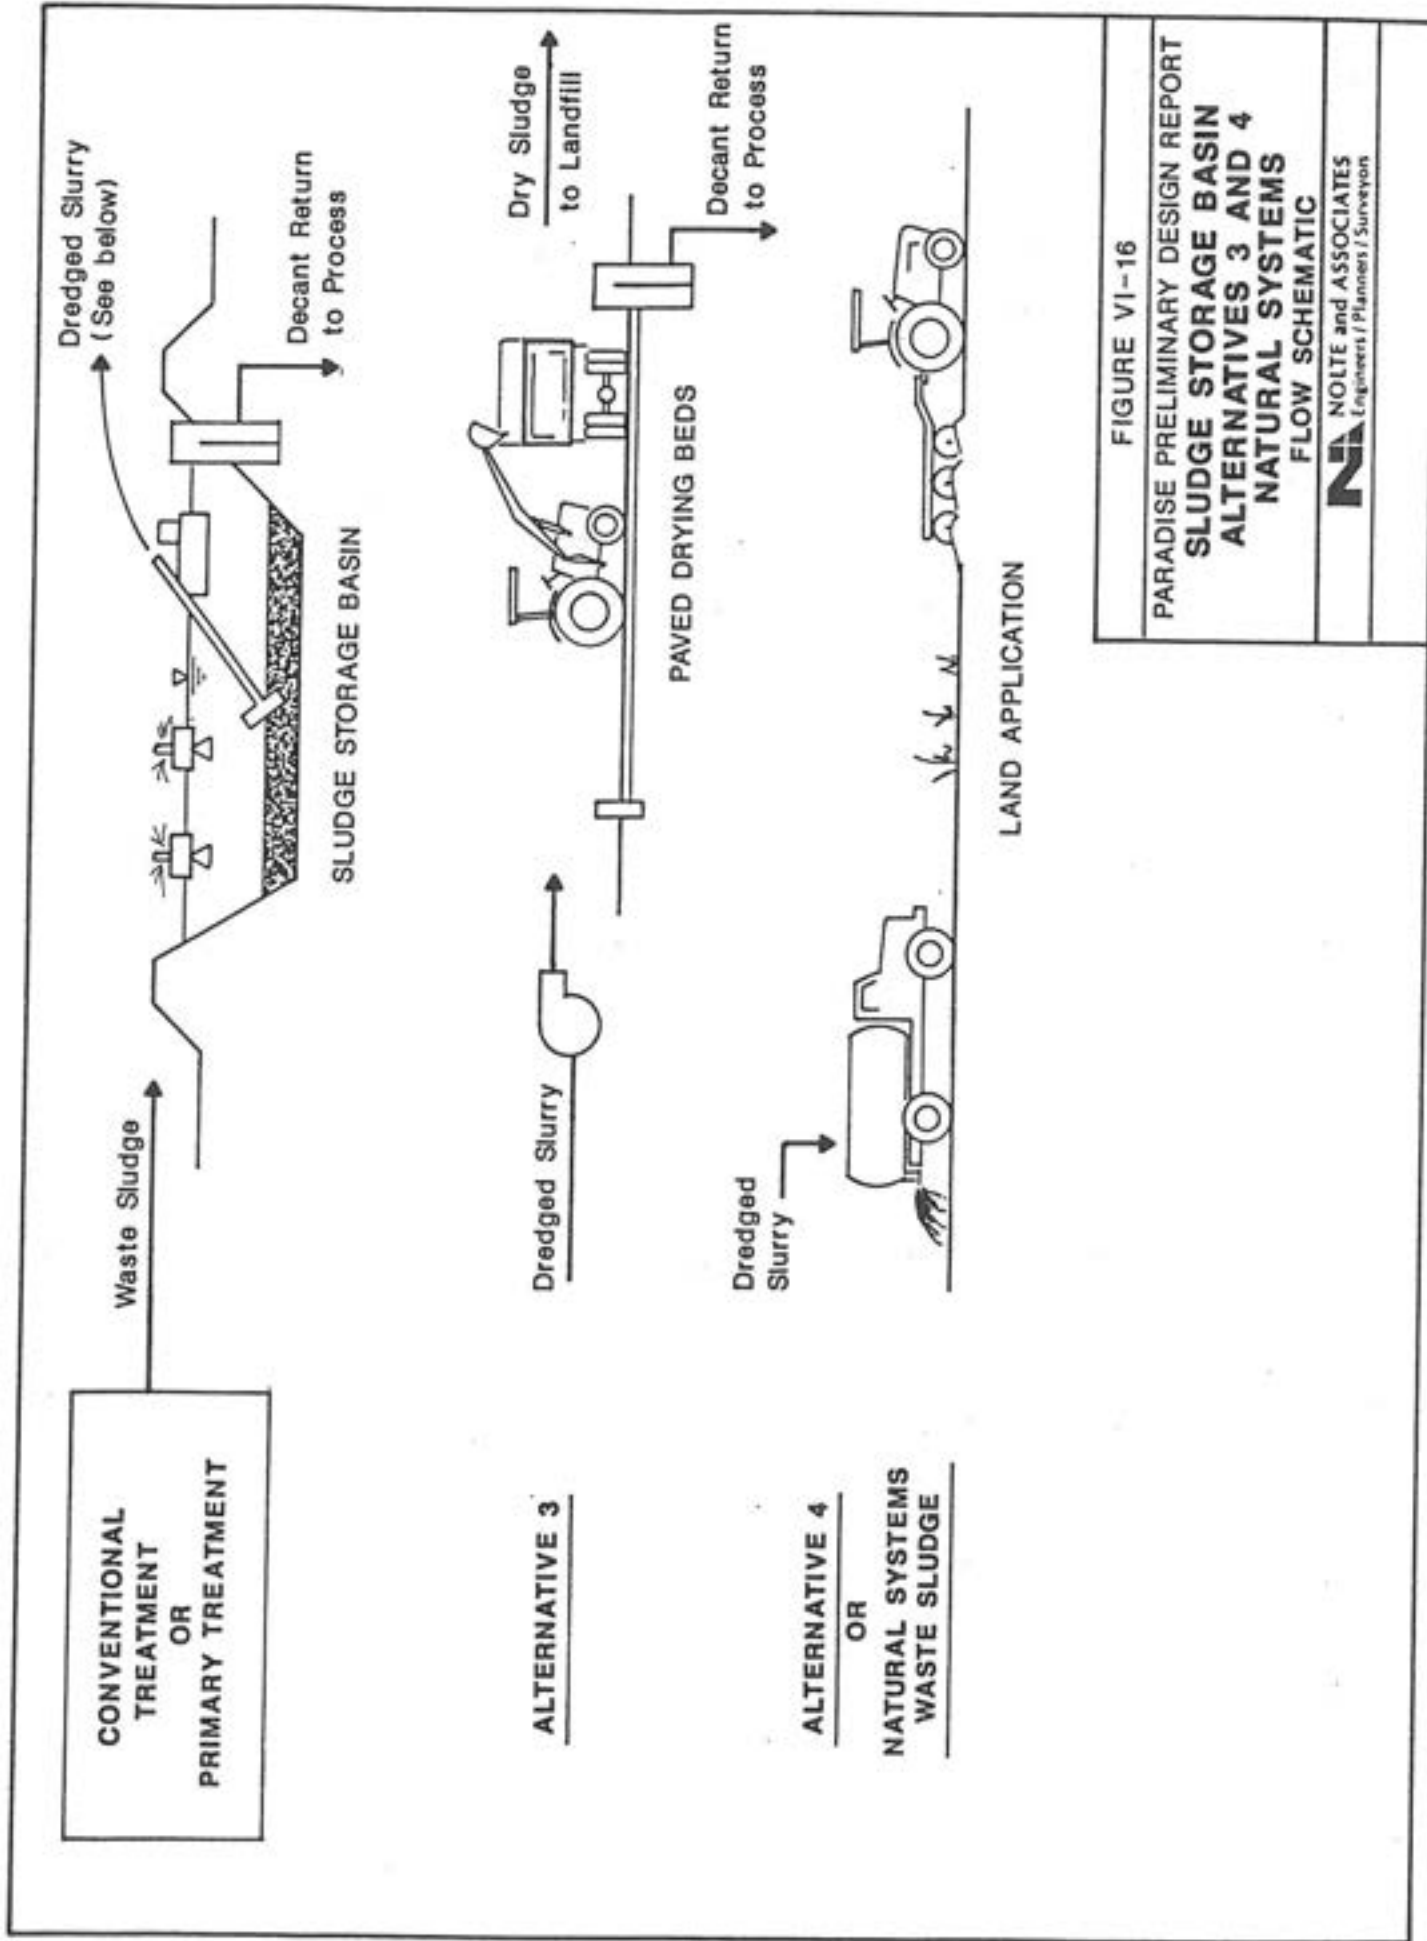 CONVENTIONAL
TREATMENT
OR
PRIMARY TREATMENT
Waste Sludge
Dredged Slurry
(See below)
Decant Return
to Process
SLUDGE STORAGE BASIN
ALTERNATIVE 3
Dredged Slurry
Dry Sludge
to Landfill
Decant Return
to Process
PAVED DRYING BEDS
ALTERNATIVE 4
OR
NATURAL SYSTEMS
WASTE SLUDGE
Dredged
Slurry
LAND APPLICATION
FIGURE VI-16
PARADISE PRELIMINARY DESIGN REPORT
SLUDGE STORAGE BASIN
ALTERNATIVES 3 AND 4
NATURAL SYSTEMS
FLOW SCHEMATIC
NOLTE and ASSOCIATES
Engineers / Planners / Surveyors